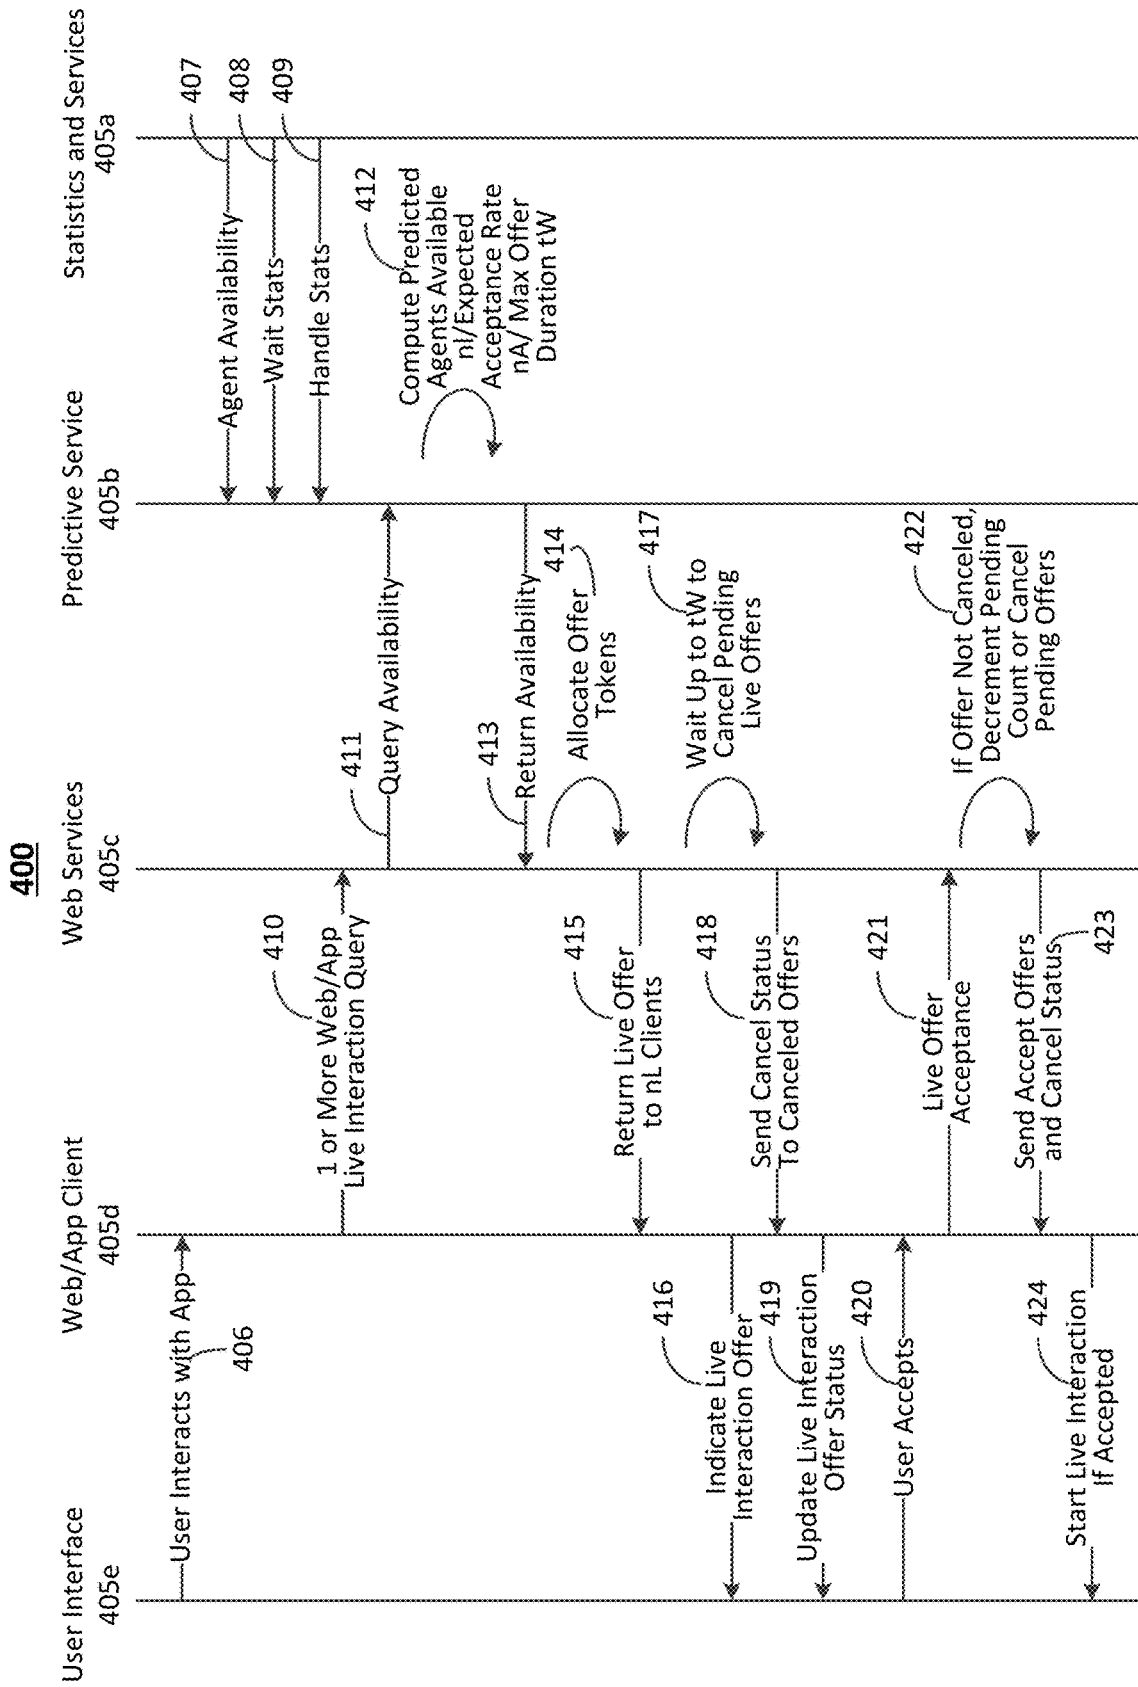 400
User Interface
405e
Web/App Client
405d
Web Services
405c
Predictive Service
405b
Statistics and Services
405a
User Interacts with App
406
Agent Availability
407
Wait Stats
408
Handle Stats
409
410
1 or More Web/App
Live Interaction Query
411
Query Availability
412
Compute Predicted
Agents Available
nI/Expected
Acceptance Rate
nA/ Max Offer
Duration tW
413
Return Availability
414
Allocate Offer
Tokens
415
Return Live Offer
to nL Clients
416
Indicate Live
Interaction Offer
417
Wait Up to tW to
Cancel Pending
Live Offers
418
Send Cancel Status
To Canceled Offers
419
Update Live Interaction
Offer Status
420
User Accepts
421
Live Offer
Acceptance
422
If Offer Not Canceled,
Decrement Pending
Count or Cancel
Pending Offers
Send Accept Offers
and Cancel Status
423
424
Start Live Interaction
If Accepted